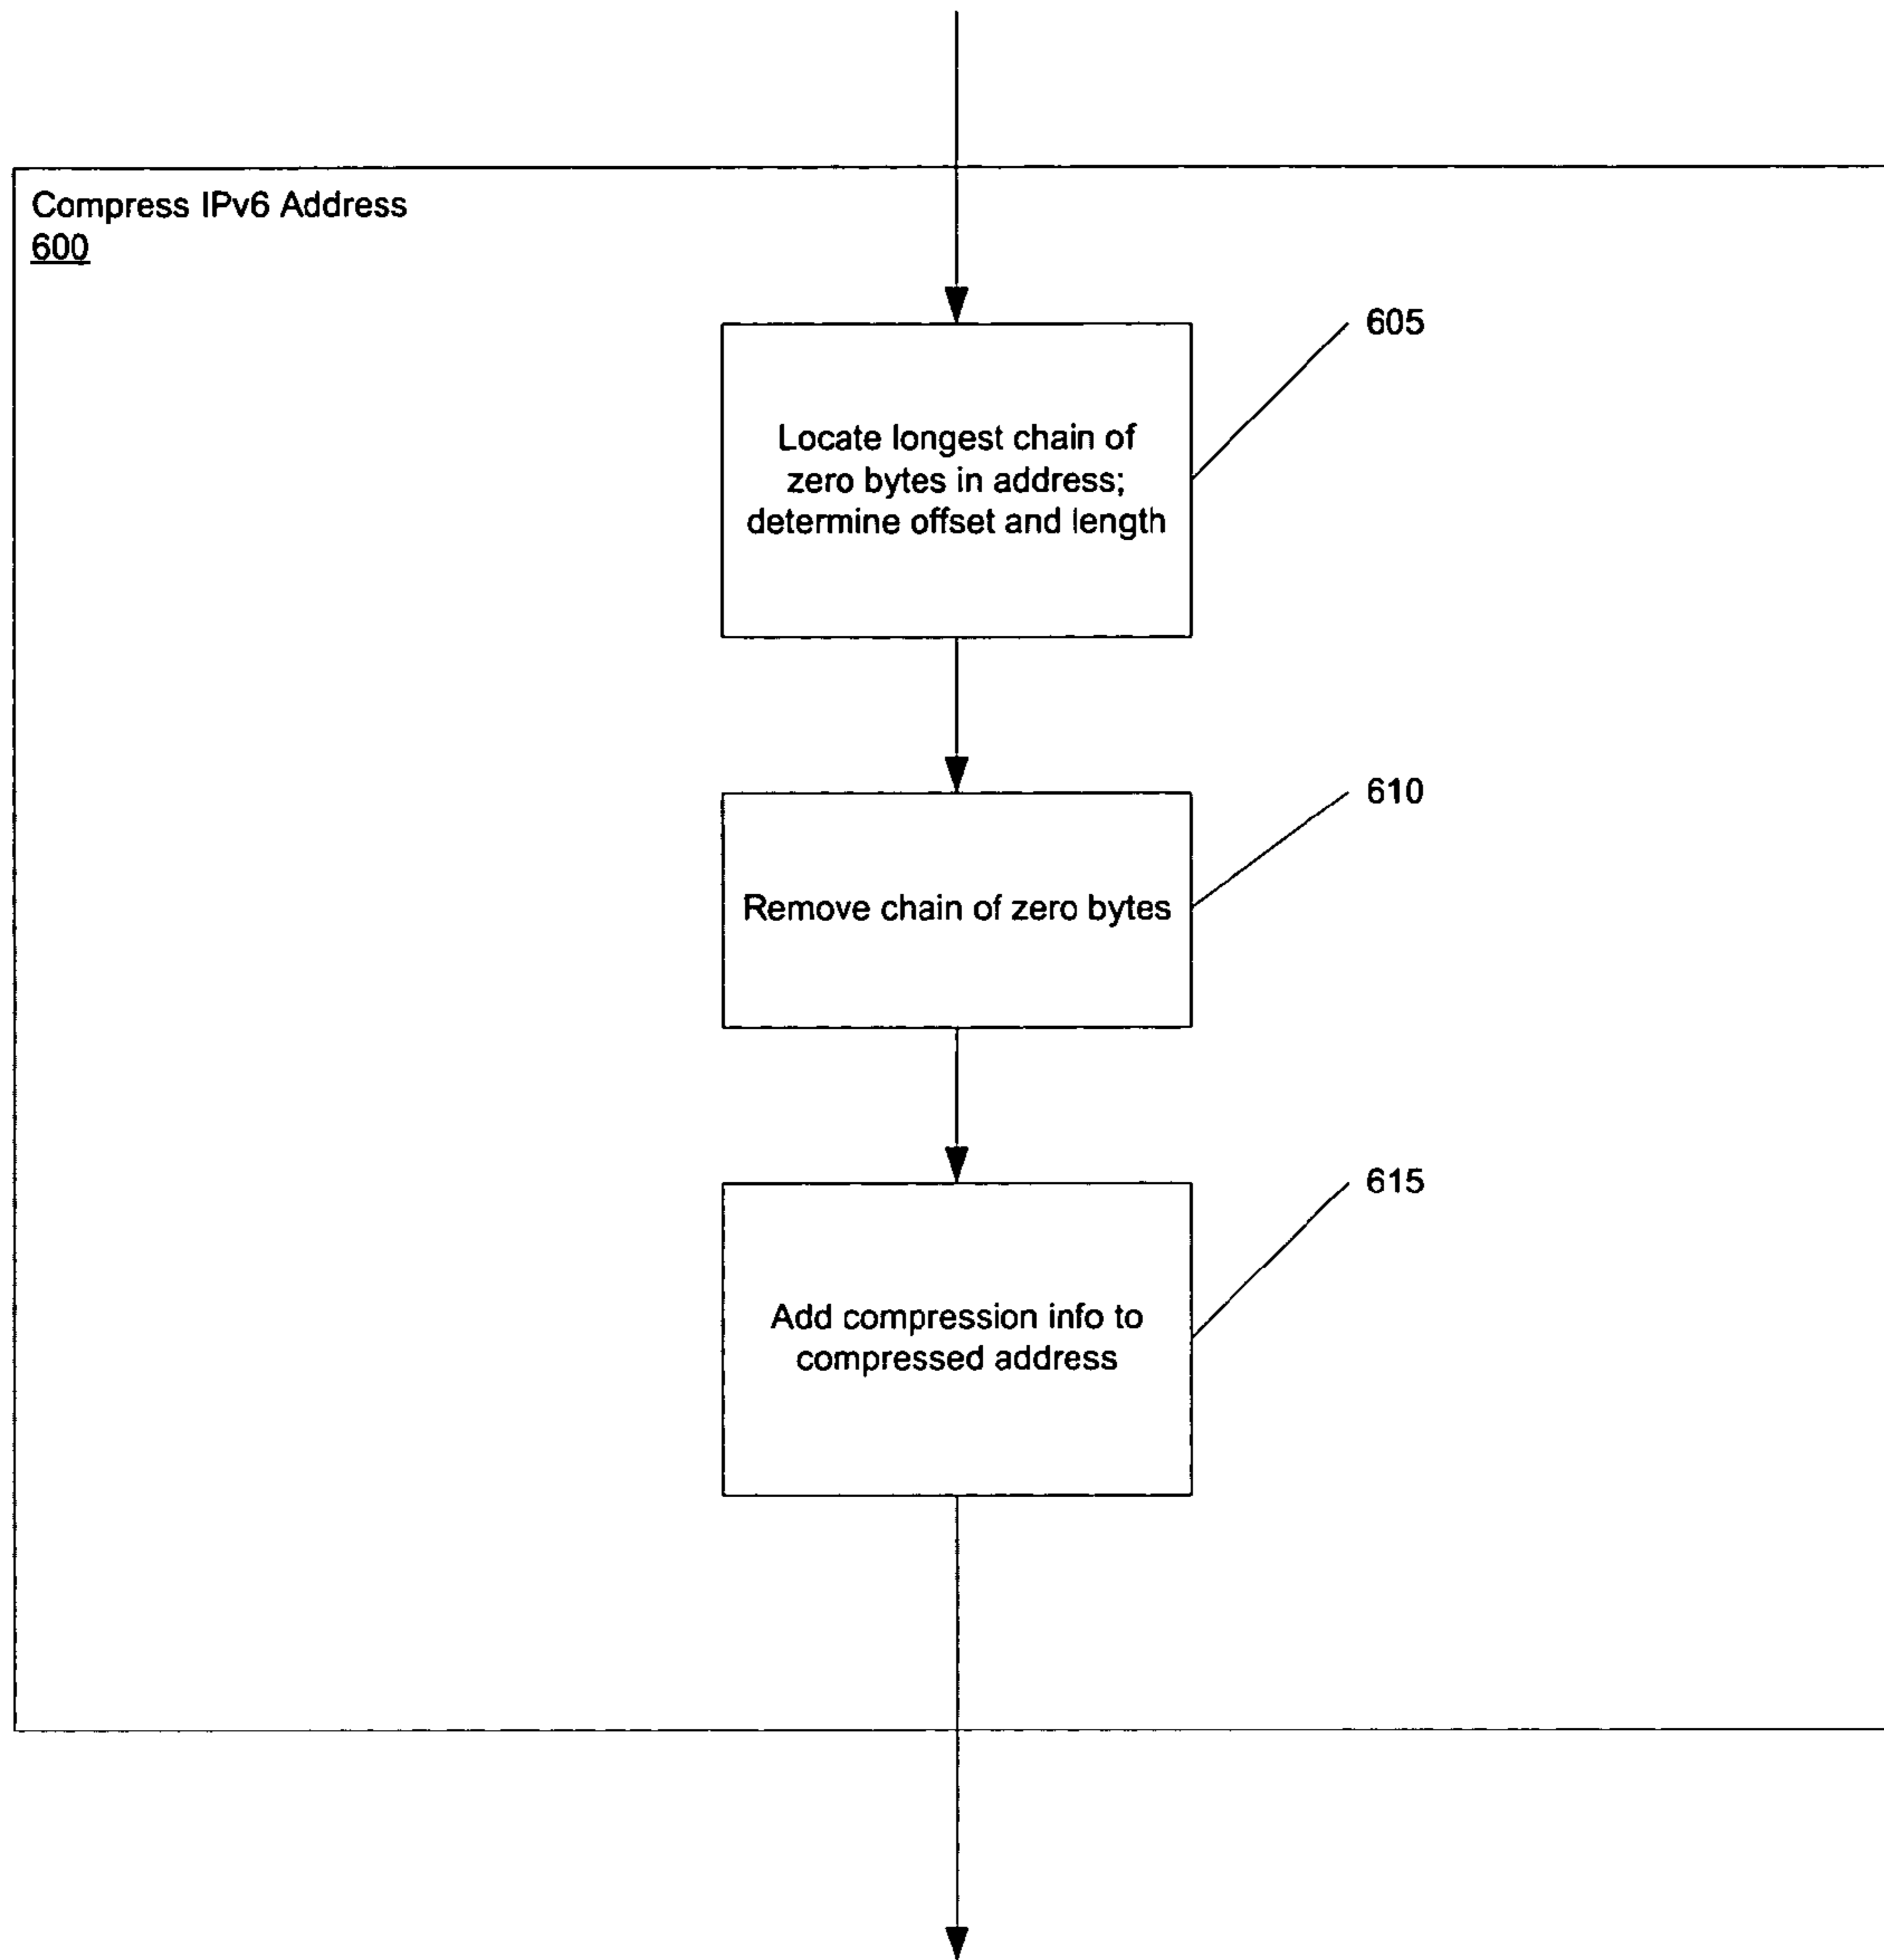 Compress IPv6 Address
600
605
Locate longest chain of
zero bytes in address;
determine offset and length
610
Remove chain of zero bytes
615
Add compression info to
compressed address